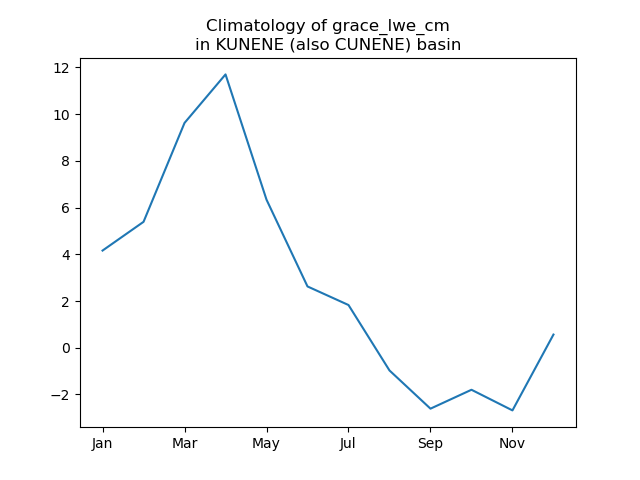 Climatology of grace_lwe_cm
in KUNENE (also CUNENE) basin
12
10
8
6
4
2
0
−2
Jan Mar May Jul Sep Nov